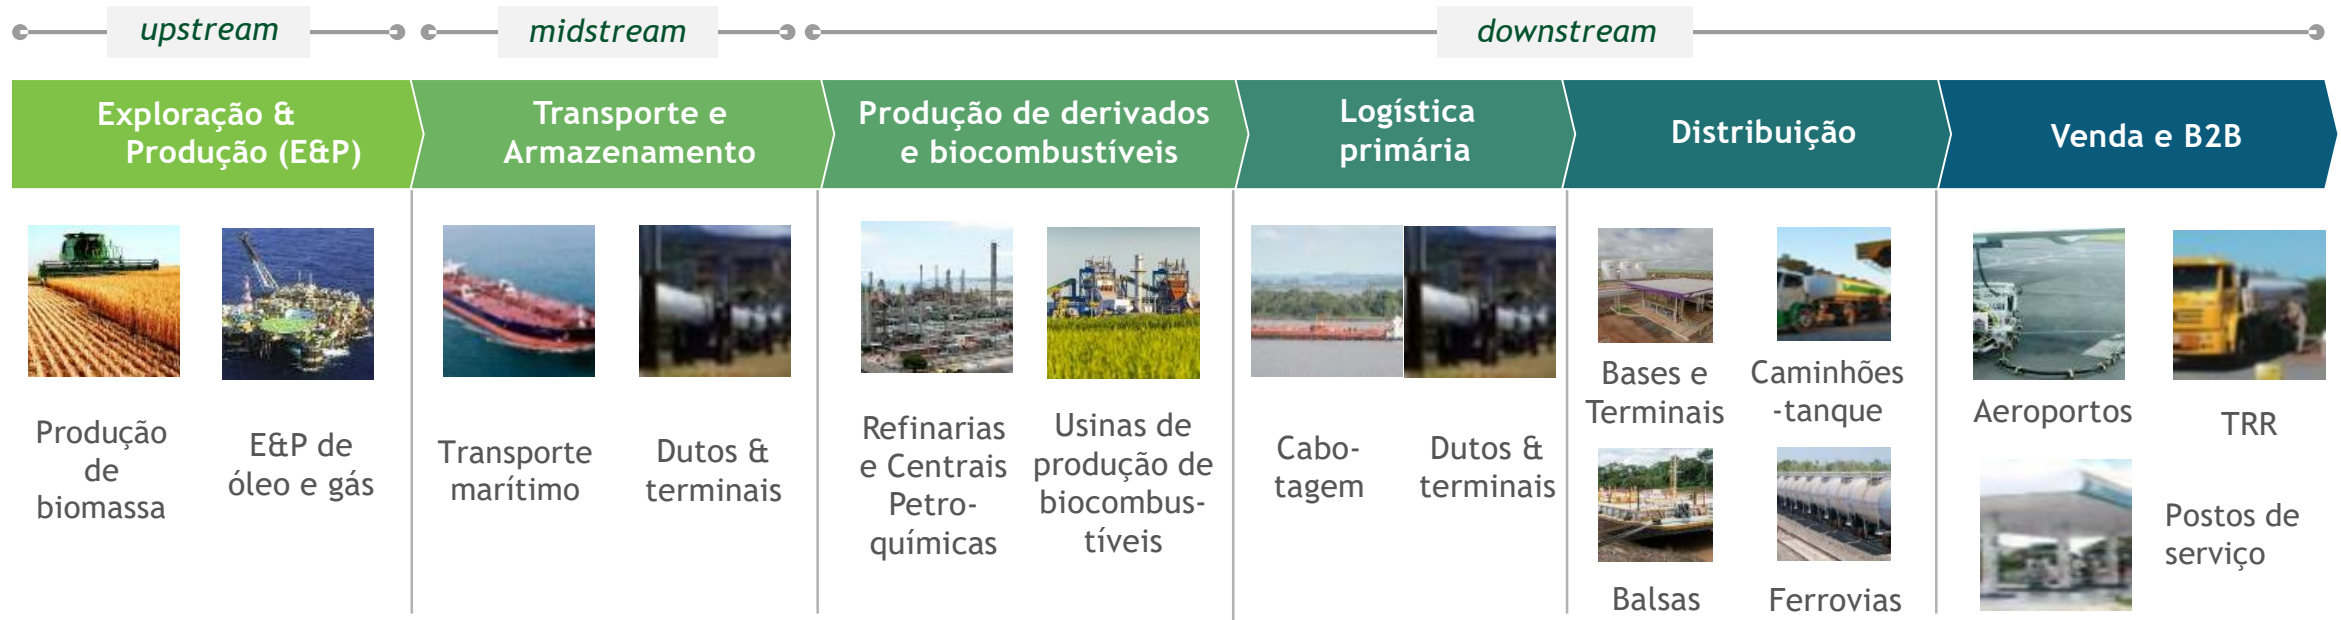 upstream
midstream
downstream
Exploração &
Produção (E&P)
Transporte e
Armazenamento
Produção de derivados
e biocombustíveis
Logística
primária
Distribuição
Venda e B2B
Produção
de
biomassa
E&P de
óleo e gás
Transporte
marítimo
Dutos &
terminais
Refinarias
e Centrais
Petro-
químicas
Usinas de
produção de
biocombus-
tíveis
Cabo-
tagem
Dutos &
terminais
Bases e
Terminais
Caminhões
-tanque
Balsas
Ferrovias
Aeroportos
TRR
Postos de
serviço